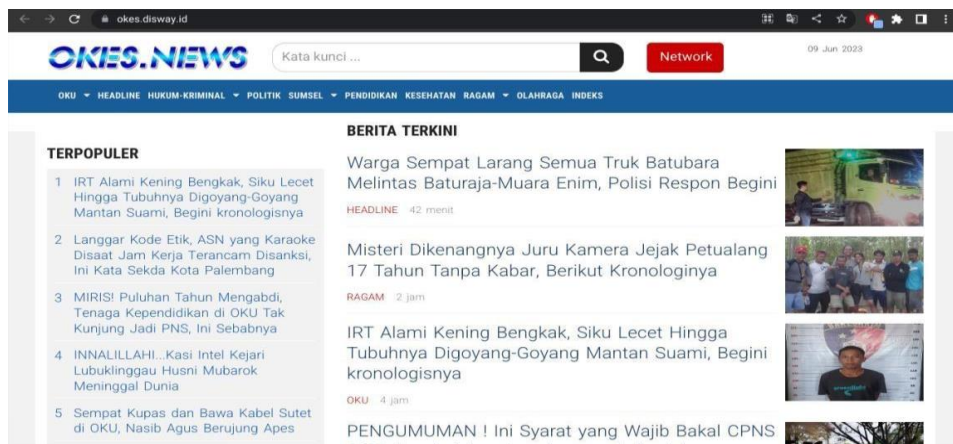 okes.disway.id
OKES.NEWS
Kata kunci ...
Network
09 Jun 2023
OKU HEADLINE HUKUM-KRIMINAL POLITIK SUMSEL PENDIDIKAN KESEHATAN RAGAM OLAHRAGA INDEKS
TERPOPULER
1 IRT Alami Kening Bengkak, Siku Lecet
Hingga Tubuhnya Digoyang-Goyang
Mantan Suami, Begini kronologisnya
2 Langgar Kode Etik, ASN yang Karaoke
Disaat Jam Kerja Terancam Disanksi,
Ini Kata Sekda Kota Palembang
3 MIRIS! Puluhan Tahun Mengabdi,
Tenaga Kependidikan di OKU Tak
Kunjung Jadi PNS, Ini Sebabnya
4 INNALILLAHI...Kasi Intel Kejari
Lubuklinggau Husni Mubarok
Meninggal Dunia
5 Sempat Kupas dan Bawa Kabel Sutet
di OKU, Nasib Agus Berujung Apes
BERITA TERKINI
Warga Sempat Larang Semua Truk Batubara
Melintas Baturaja-Muara Enim, Polisi Respon Begini
HEADLINE 42 menit
Misteri Dikenangnya Juru Kamera Jejak Petualang
17 Tahun Tanpa Kabar, Berikut Kronologinya
RAGAM 2 jam
IRT Alami Kening Bengkak, Siku Lecet Hingga
Tubuhnya Digoyang-Goyang Mantan Suami, Begini
kronologisnya
OKU 4 jam
PENGUMUMAN ! Ini Syarat yang Wajib Bakal CPNS